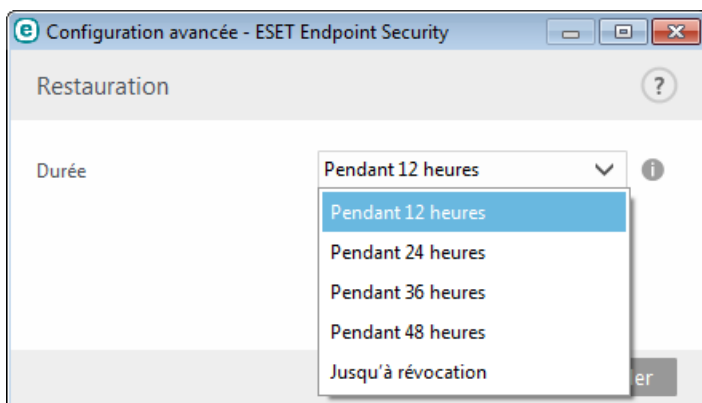 Configuration avancée - ESET Endpoint Security
Restauration
?
Durée
Pendant 12 heures
Pendant 12 heures
Pendant 24 heures
Pendant 36 heures
Pendant 48 heures
Jusqu'à révocation